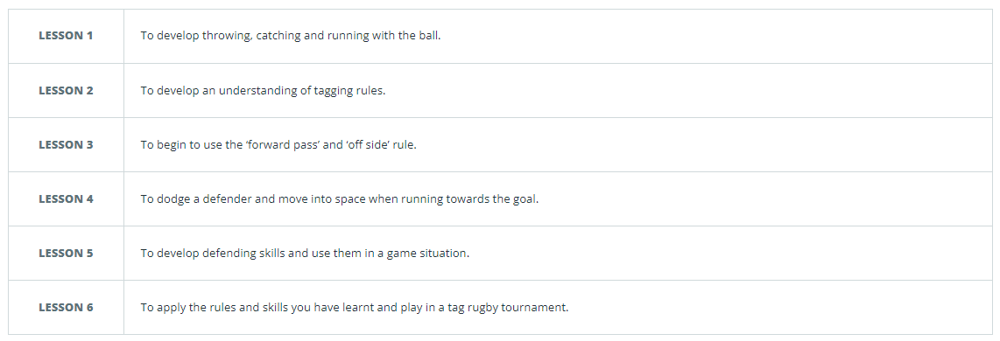 LESSON 1 To develop throwing, catching and running with the ball.
LESSON 2 To develop an understanding of tagging rules.
LESSON 3 To begin to use the ‘forward pass’ and ‘off side’ rule.
LESSON 4 To dodge a defender and move into space when running towards the goal.
LESSON 5 To develop defending skills and use them in a game situation.
LESSON 6 To apply the rules and skills you have learnt and play in a tag rugby tournament.